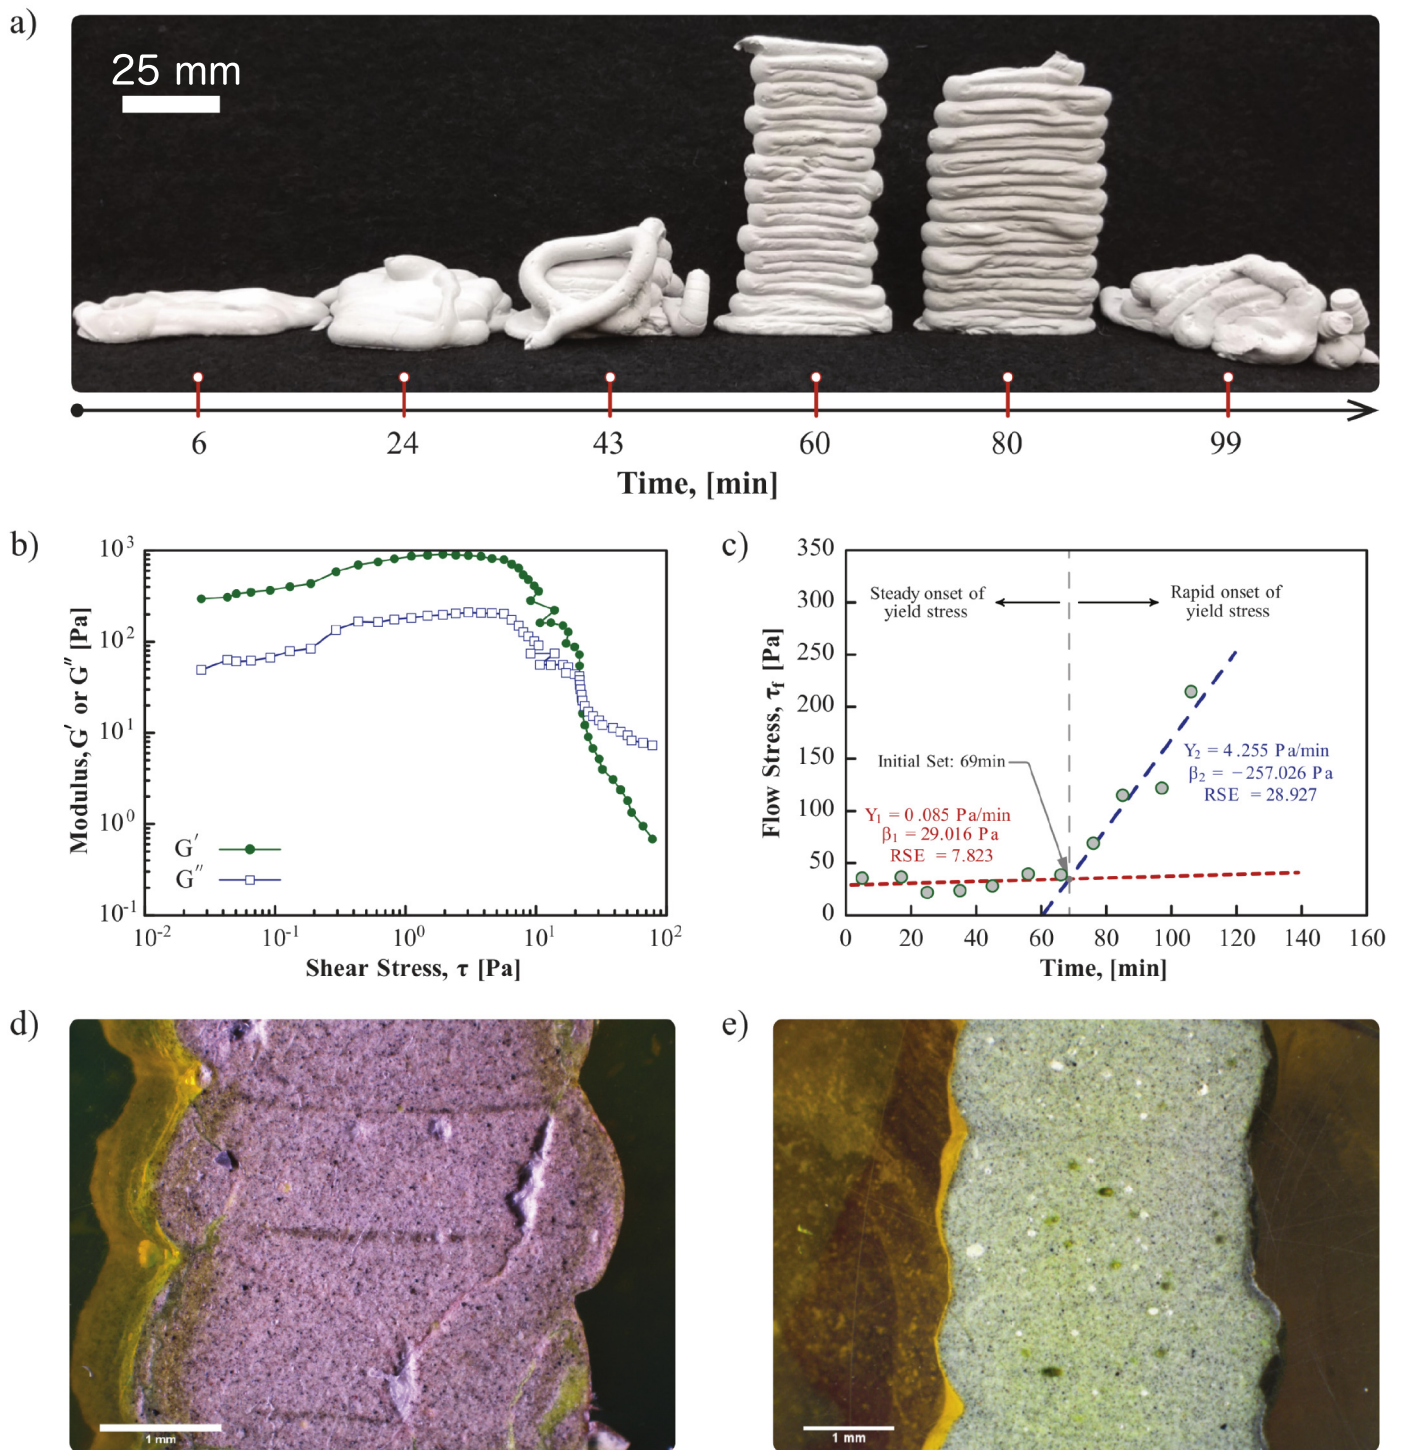 a)
25 mm
6 24 43 60 80 99
Time, [min]
b)
Modulus, G′ or G″ [Pa]
10³
10²
10¹
10⁰
10⁻¹
G′
G″
10⁻² 10⁻¹ 10⁰ 10¹ 10²
Shear Stress, τ [Pa]
c)
Flow Stress, τf [Pa]
350
300
250
200
150
100
50
0
Steady onset of
yield stress
Rapid onset of
yield stress
Initial Set: 69min
Y₁ = 0.085 Pa/min
β₁ = 29.016 Pa
RSE = 7.823
Y₂ = 4.255 Pa/min
β₂ = −257.026 Pa
RSE = 28.927
0 20 40 60 80 100 120 140 160
Time, [min]
d)
1 mm
e)
1 mm